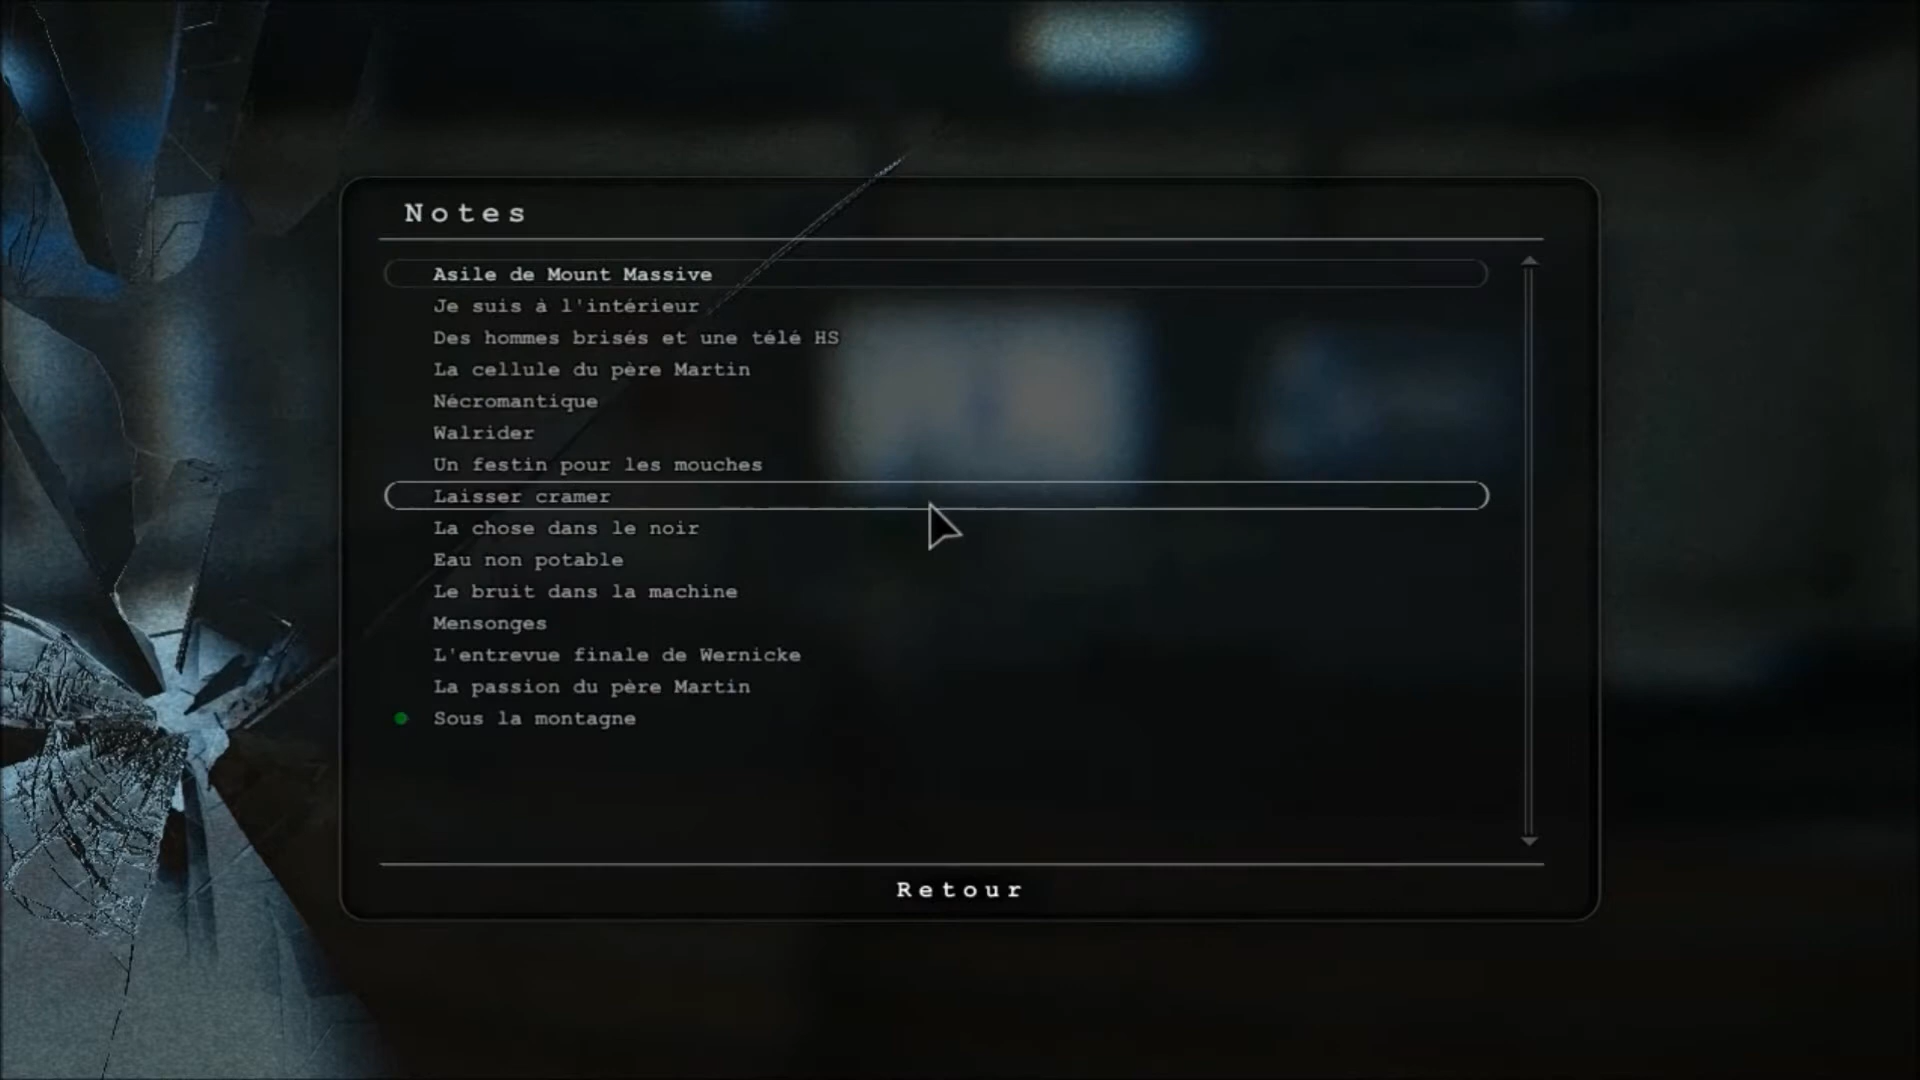 Notes
Asile de Mount Massive
Je suis à l'intérieur
Des hommes brisés et une télé HS
La cellule du père Martin
Nécromantique
Walrider
Un festin pour les mouches
Laisser cramer
La chose dans le noir
Eau non potable
Le bruit dans la machine
Mensonges
L'entrevue finale de Wernicke
La passion du père Martin
Sous la montagne
Retour